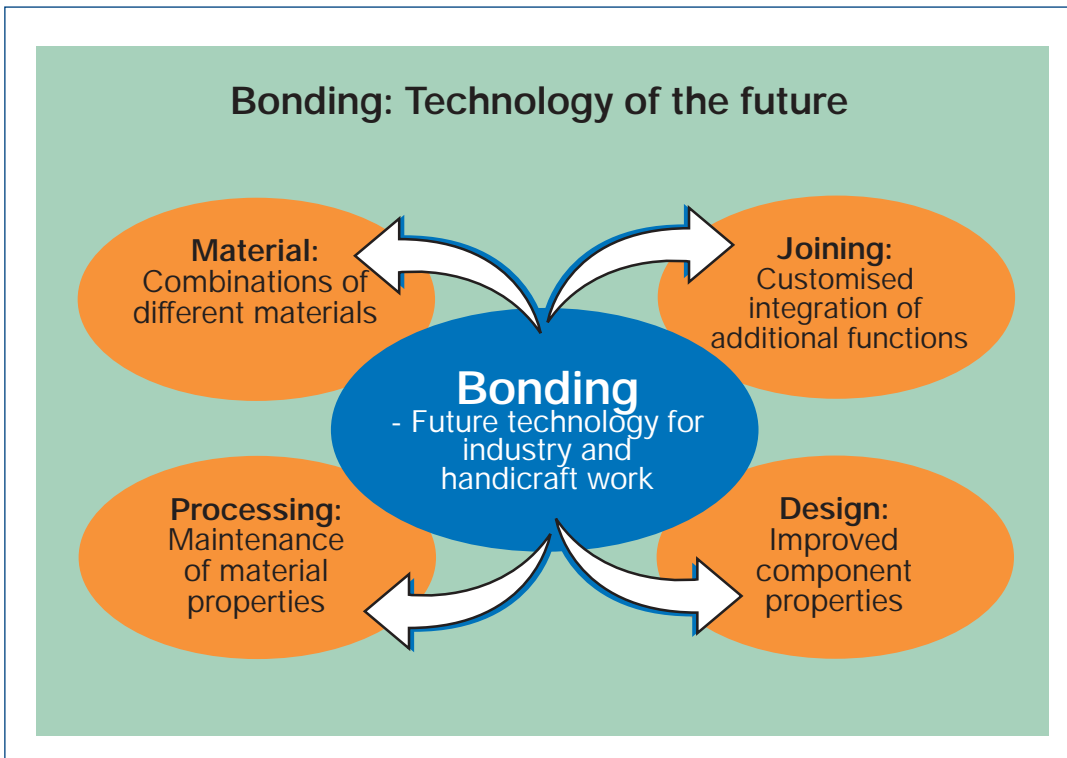 Bonding: Technology of the future
Material:
Combinations of
different materials
Joining:
Customised
integration of
additional functions
Bonding
- Future technology for
industry and
handicraft work
Processing:
Maintenance
of material
properties
Design:
Improved
component
properties